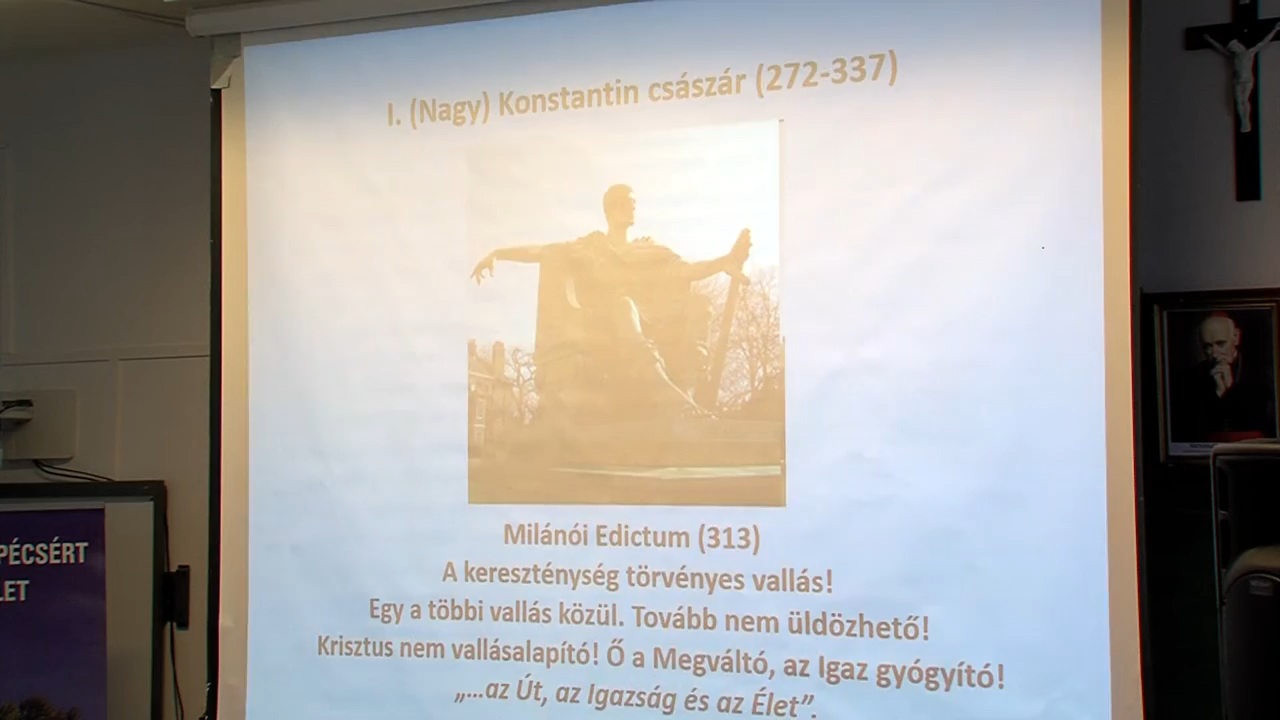 I. (Nagy) Konstantin császár (272-337)
Milánói Edictum (313)
A kereszténység törvényes vallás!
Egy a többi vallás közül. Tovább nem üldözhető!
Krisztus nem vallásalapító! Ő a Megváltó, az Igaz gyógyító!
„...az Út, az Igazság és az Élet”.
PÉCSÉRT
LET